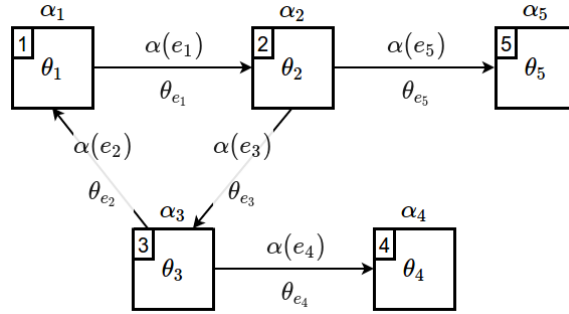 α₁ α₂ α₅
1 α(e₁) 2 α(e₅) 5
θ₁ θ₂ θ₅
θₑ₁ θₑ₅
α(e₂) α(e₃)
θₑ₂ θₑ₃
α₃ α₄
3 α(e₄) 4
θ₃ θ₄
θₑ₄